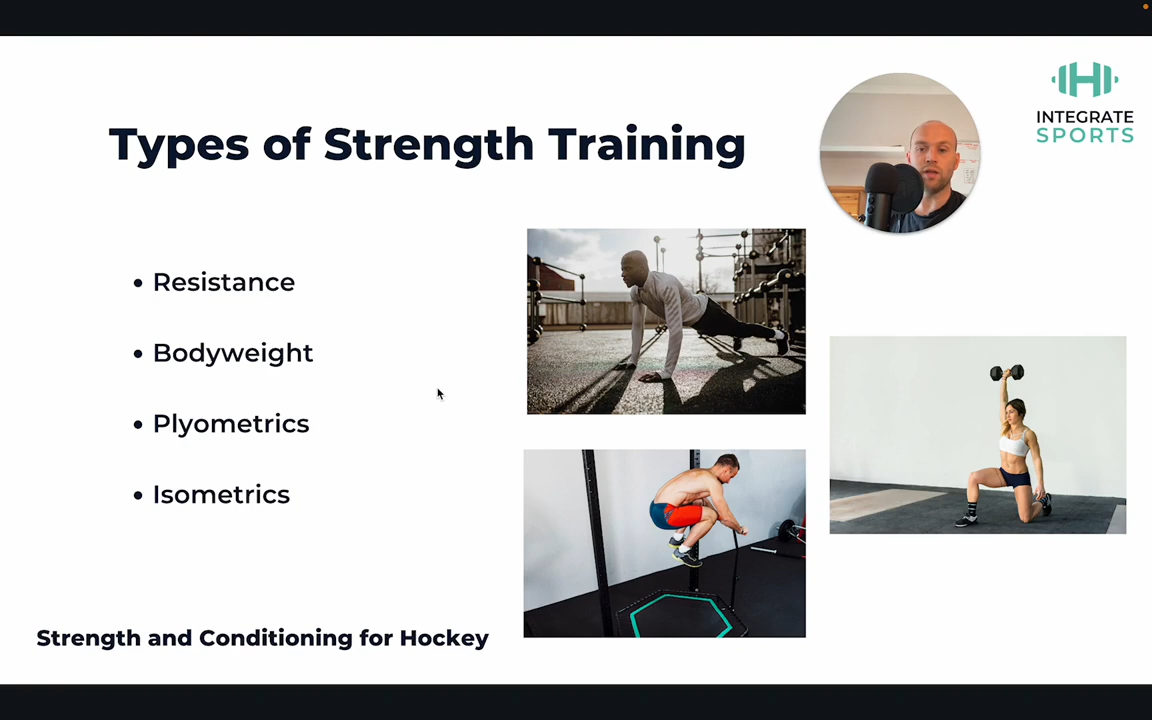 Types of Strength Training
INTEGRATE
SPORTS
Resistance
Bodyweight
Plyometrics
Isometrics
Strength and Conditioning for Hockey